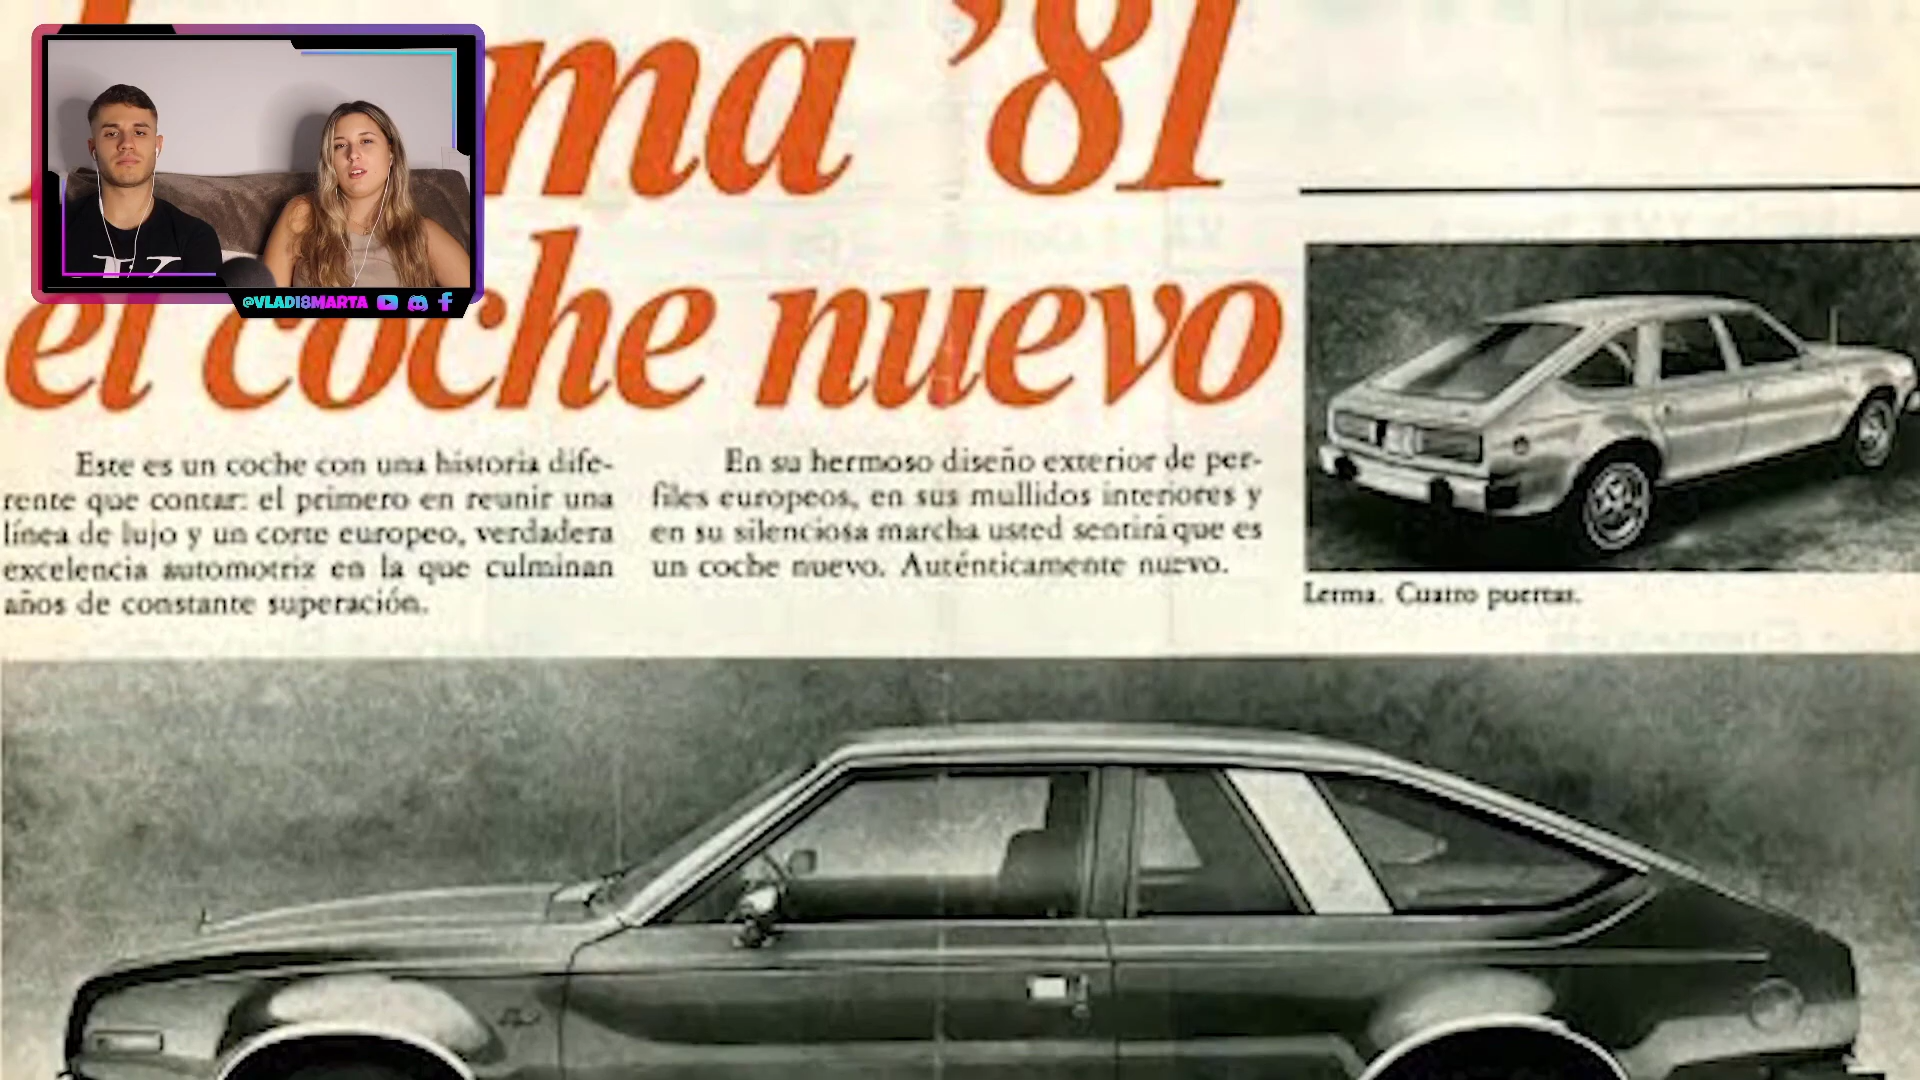 ma '81
@VLADI8MARTA
el coche nuevo
Este es un coche con una historia dife-
rente que contar: el primero en reunir una
línea de lujo y un corte europeo, verdadera
excelencia automotriz en la que culminan
años de constante superación.
En su hermoso diseño exterior de per-
files europeos, en sus mullidos interiores y
en su silenciosa marcha usted sentirá que es
un coche nuevo. Auténticamente nuevo.
Lerma. Cuatro puertas.